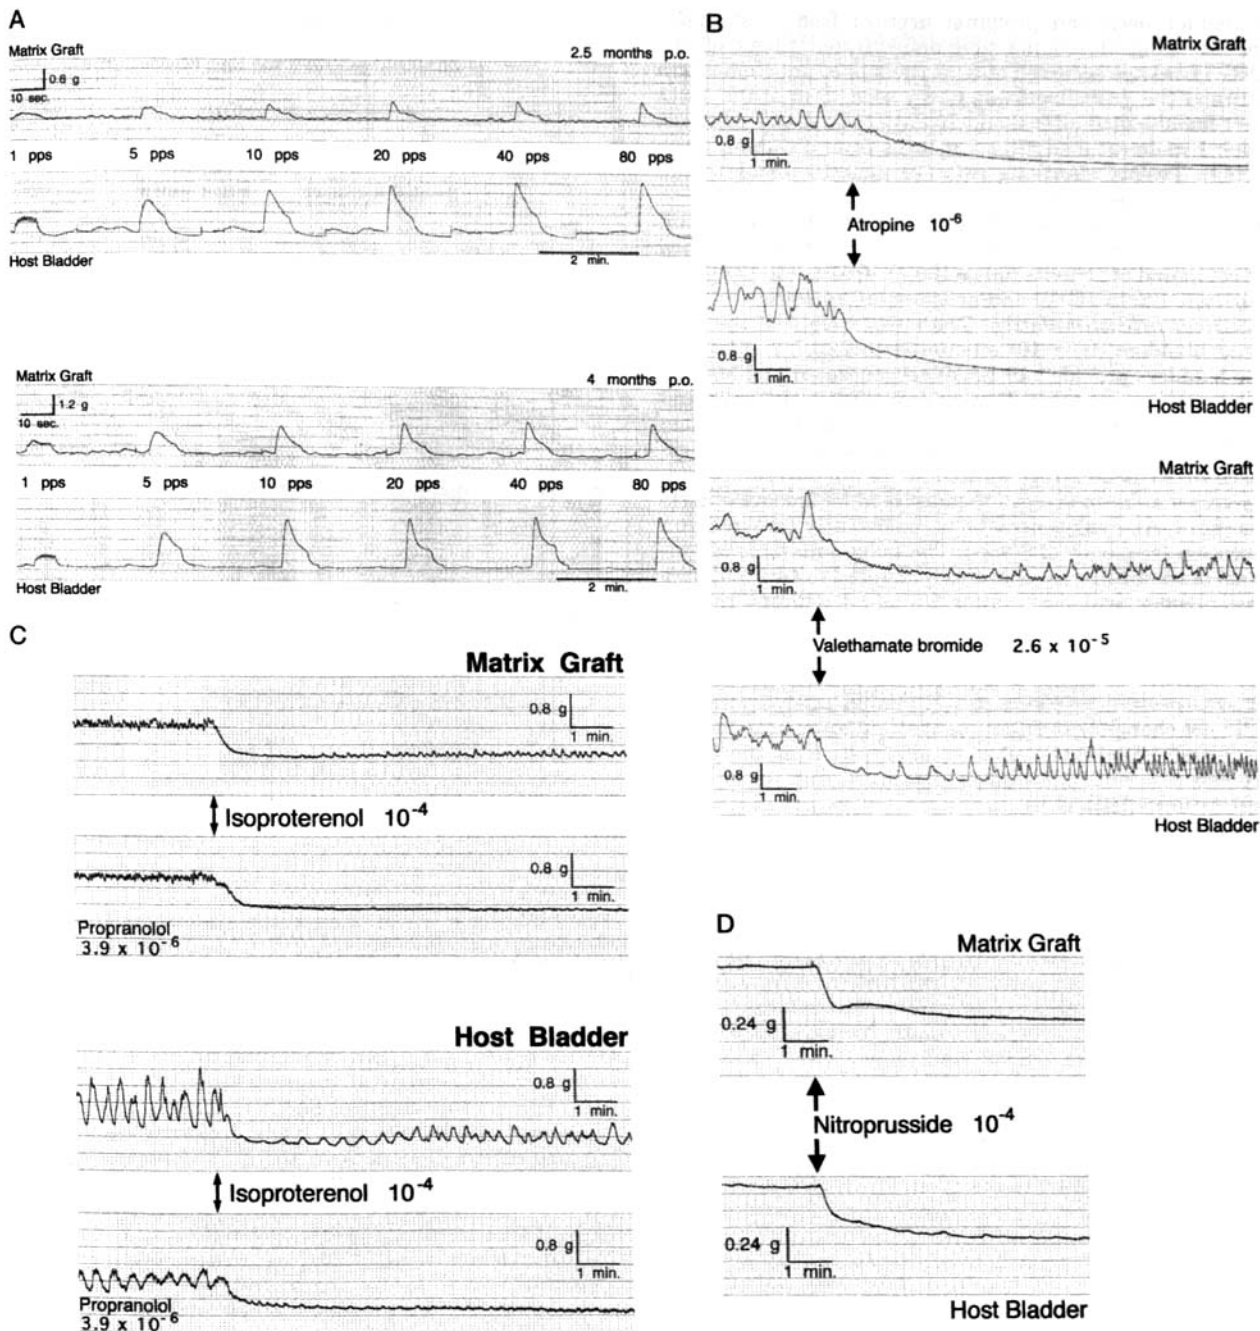 A
Matrix Graft
2.5 months p.o.
0.6 g
10 sec.
1 pps 5 pps 10 pps 20 pps 40 pps 80 pps
Host Bladder
2 min.
Matrix Graft
4 months p.o.
1.2 g
10 sec.
1 pps 5 pps 10 pps 20 pps 40 pps 80 pps
Host Bladder
2 min.
B
Matrix Graft
0.8 g
1 min.
Atropine 10⁻⁶
0.8 g
1 min.
Host Bladder
Matrix Graft
0.8 g
1 min.
Valethamate bromide 2.6 x 10⁻⁵
0.8 g
1 min.
Host Bladder
C
Matrix Graft
0.8 g
1 min.
Isoproterenol 10⁻⁴
0.8 g
1 min.
Propranolol
3.9 x 10⁻⁶
Host Bladder
0.8 g
1 min.
Isoproterenol 10⁻⁴
0.8 g
1 min.
Propranolol
3.9 x 10⁻⁶
D
Matrix Graft
0.24 g
1 min.
Nitroprusside 10⁻⁴
0.24 g
1 min.
Host Bladder